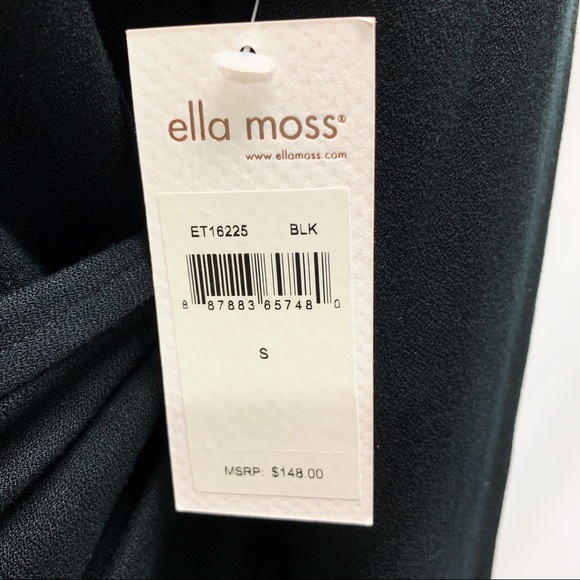 ella moss®
www.ellamoss.com
ET16225 BLK
8 87883 65748 0
S
MSRP: $148.00